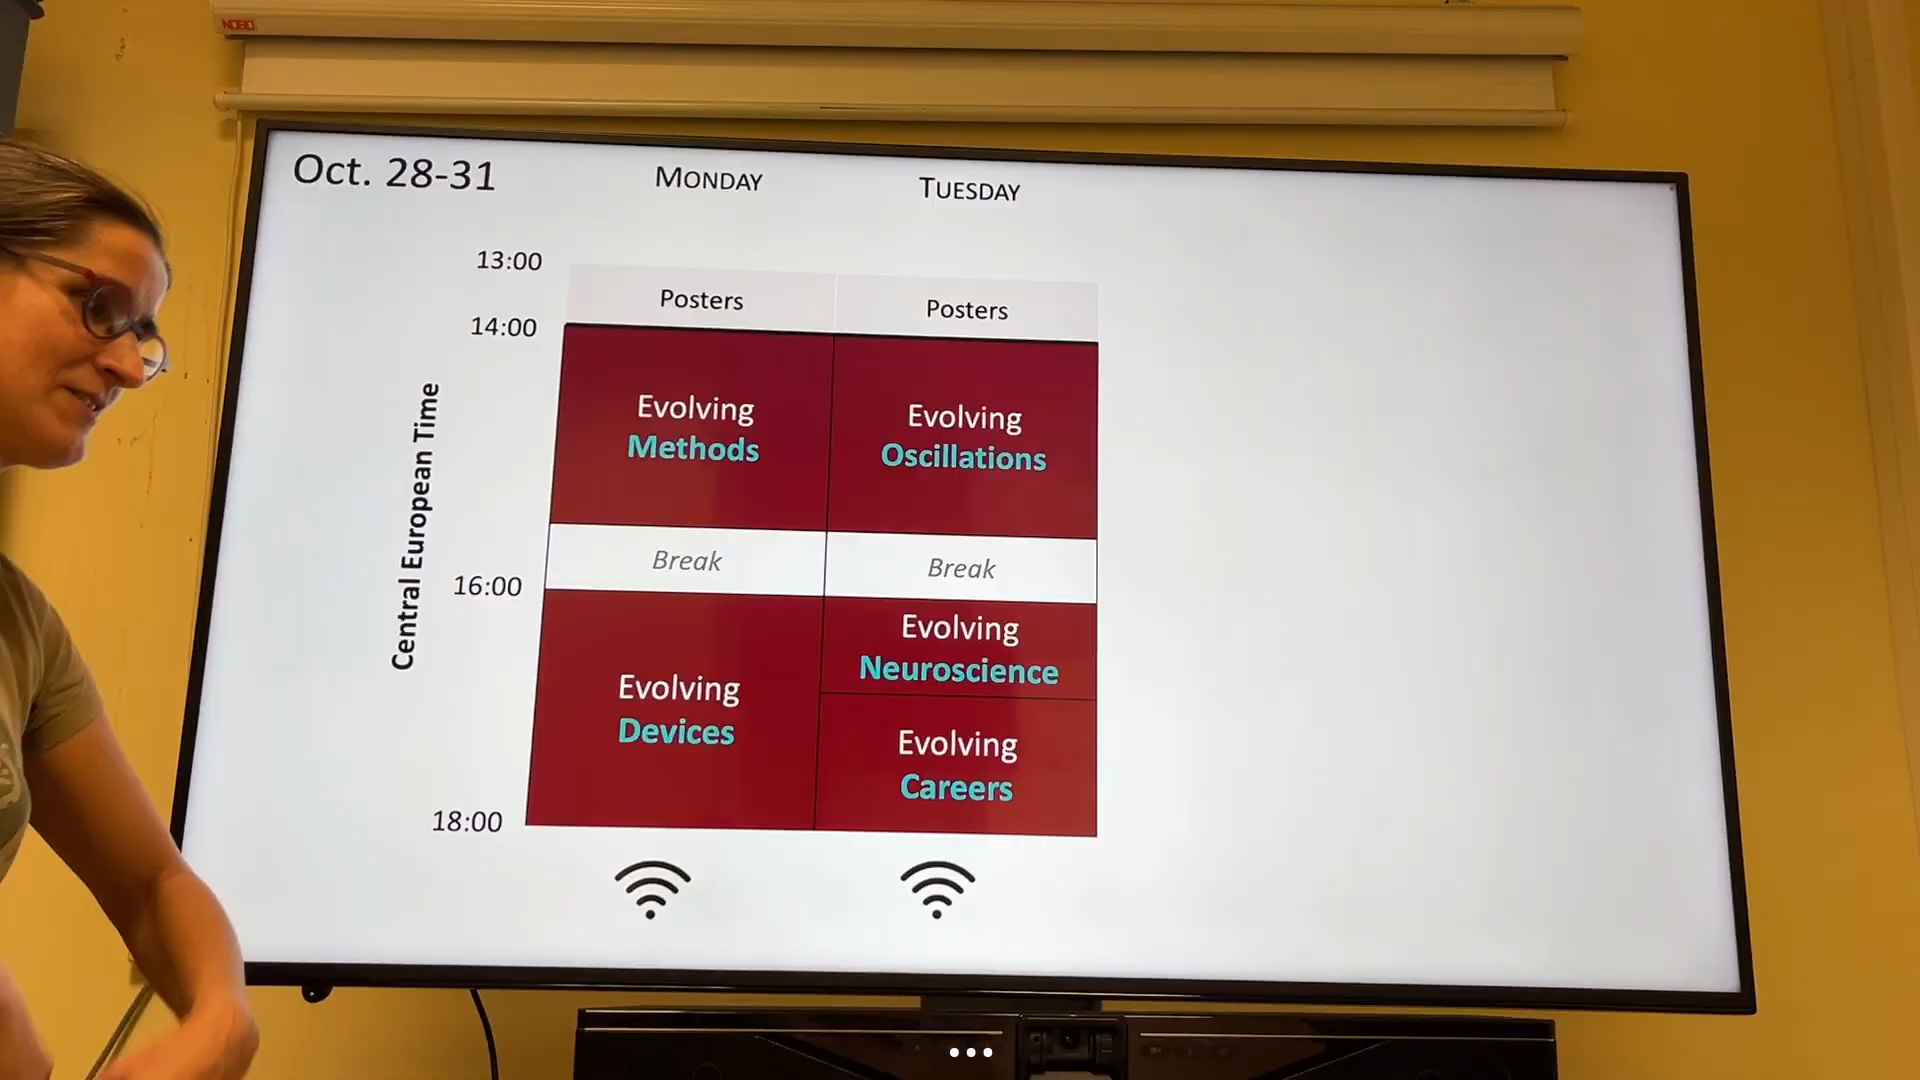 NOBO
Oct. 28-31
MONDAY
TUESDAY
13:00
Posters
Posters
14:00
Evolving
Methods
Evolving
Oscillations
Central European Time
Break
Break
16:00
Evolving
Neuroscience
Evolving
Devices
Evolving
Careers
18:00